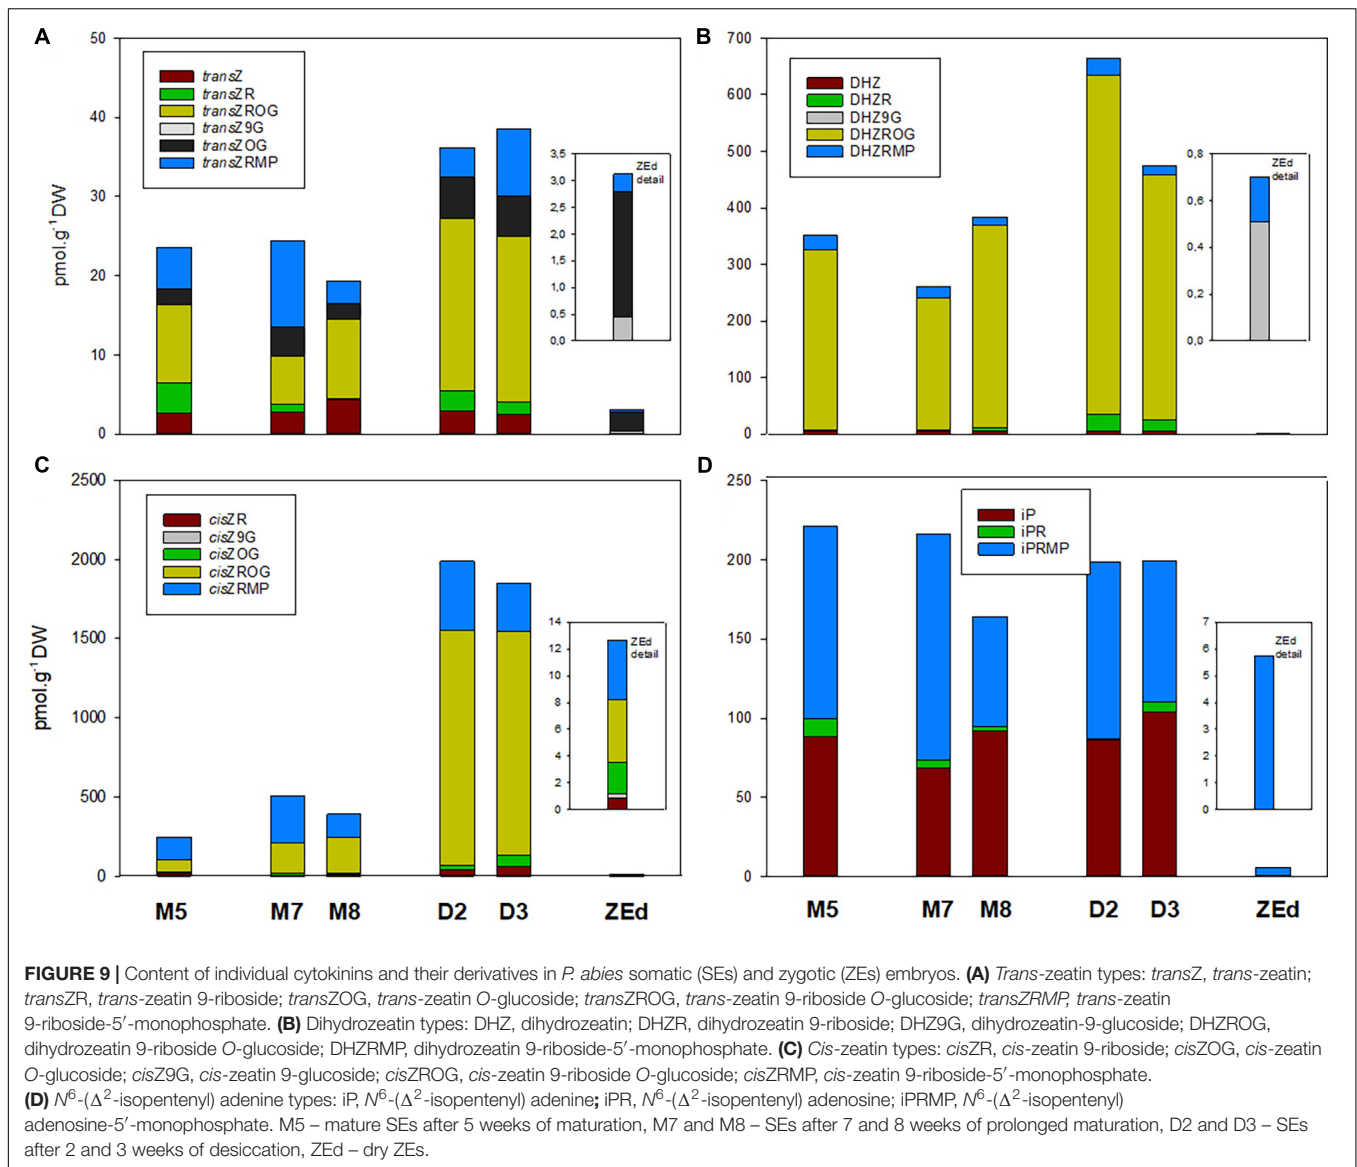 A
50
40
30
20
10
0
pmol.g⁻¹DW
transZ
transZR
transZROG
transZ9G
transZOG
transZRMP
3,5
3,0
2,5
2,0
1,5
1,0
0,5
0,0
ZEd
detail
B
700
600
500
400
300
200
100
0
DHZ
DHZR
DHZ9G
DHZROG
DHZRMP
0,8
0,6
0,4
0,2
0,0
ZEd
detail
C
2500
2000
1500
1000
500
0
pmol.g⁻¹DW
cisZR
cisZ9G
cisZOG
cisZROG
cisZRMP
14
12
10
8
6
4
2
0
ZEd
detail
M5 M7 M8 D2 D3 ZEd
D
250
200
150
100
50
0
iP
iPR
iPRMP
7
6
5
4
3
2
1
0
ZEd
detail
M5 M7 M8 D2 D3 ZEd
FIGURE 9 | Content of individual cytokinins and their derivatives in P. abies somatic (SEs) and zygotic (ZEs) embryos. (A) Trans-zeatin types: transZ, trans-zeatin;
transZR, trans-zeatin 9-riboside; transZOG, trans-zeatin O-glucoside; transZROG, trans-zeatin 9-riboside O-glucoside; transZRMP, trans-zeatin
9-riboside-5′-monophosphate. (B) Dihydrozeatin types: DHZ, dihydrozeatin; DHZR, dihydrozeatin 9-riboside; DHZ9G, dihydrozeatin-9-glucoside; DHZROG,
dihydrozeatin 9-riboside O-glucoside; DHZRMP, dihydrozeatin 9-riboside-5′-monophosphate. (C) Cis-zeatin types: cisZR, cis-zeatin 9-riboside; cisZOG, cis-zeatin
O-glucoside; cisZ9G, cis-zeatin 9-glucoside; cisZROG, cis-zeatin 9-riboside O-glucoside; cisZRMP, cis-zeatin 9-riboside-5′-monophosphate.
(D) N⁶-(Δ²-isopentenyl) adenine types: iP, N⁶-(Δ²-isopentenyl) adenine; iPR, N⁶-(Δ²-isopentenyl) adenosine; iPRMP, N⁶-(Δ²-isopentenyl)
adenosine-5′-monophosphate. M5 – mature SEs after 5 weeks of maturation, M7 and M8 – SEs after 7 and 8 weeks of prolonged maturation, D2 and D3 – SEs
after 2 and 3 weeks of desiccation, ZEd – dry ZEs.